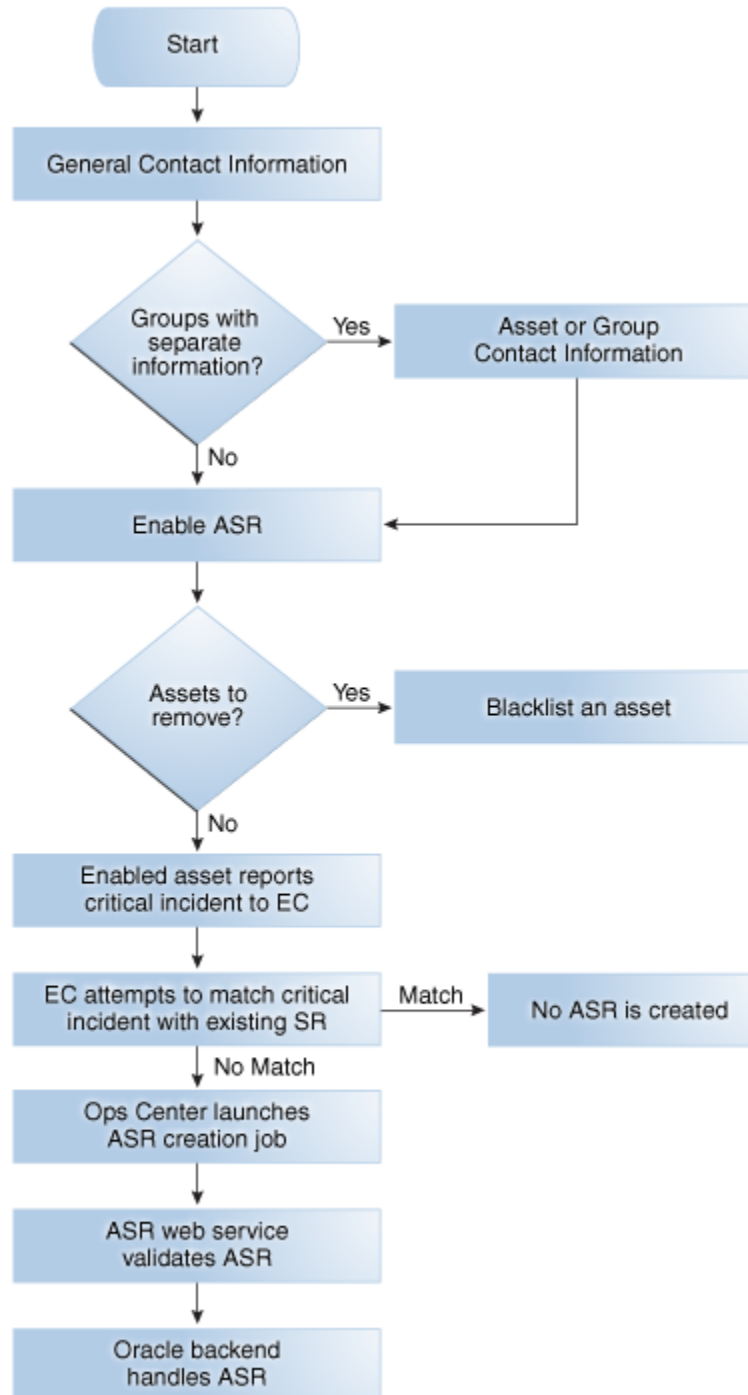 Start
General Contact Information
Groups with
separate
information?
Yes
Asset or Group
Contact Information
No
Enable ASR
Assets to
remove?
Yes
Blacklist an asset
No
Enabled asset reports
critical incident to EC
EC attempts to match critical
incident with existing SR
Match
No ASR is created
No Match
Ops Center launches
ASR creation job
ASR web service
validates ASR
Oracle backend
handles ASR